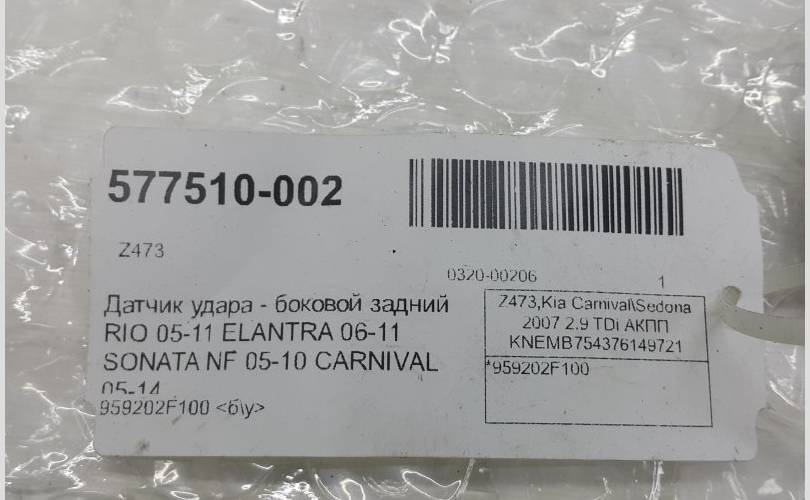 577510-002
Z473
0320-00206 1
Датчик удара - боковой задний
RIO 05-11 ELANTRA 06-11
SONATA NF 05-10 CARNIVAL
05-14
959202F100 <б\у>
Z473,Kia Carnival\Sedona
2007 2.9 TDi АКПП
KNEMB754376149721
*959202F100